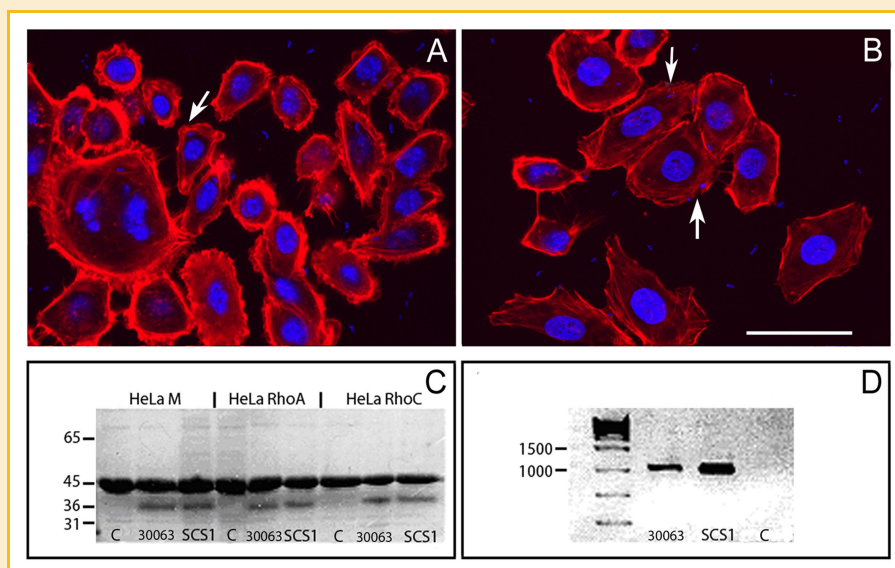 A
B
C
HeLa M | HeLa RhoA | HeLa RhoC
65
45
36
31
C 30063 SCS1 C 30063 SCS1 C 30063 SCS1
D
1500
1000
30063 SCS1 C